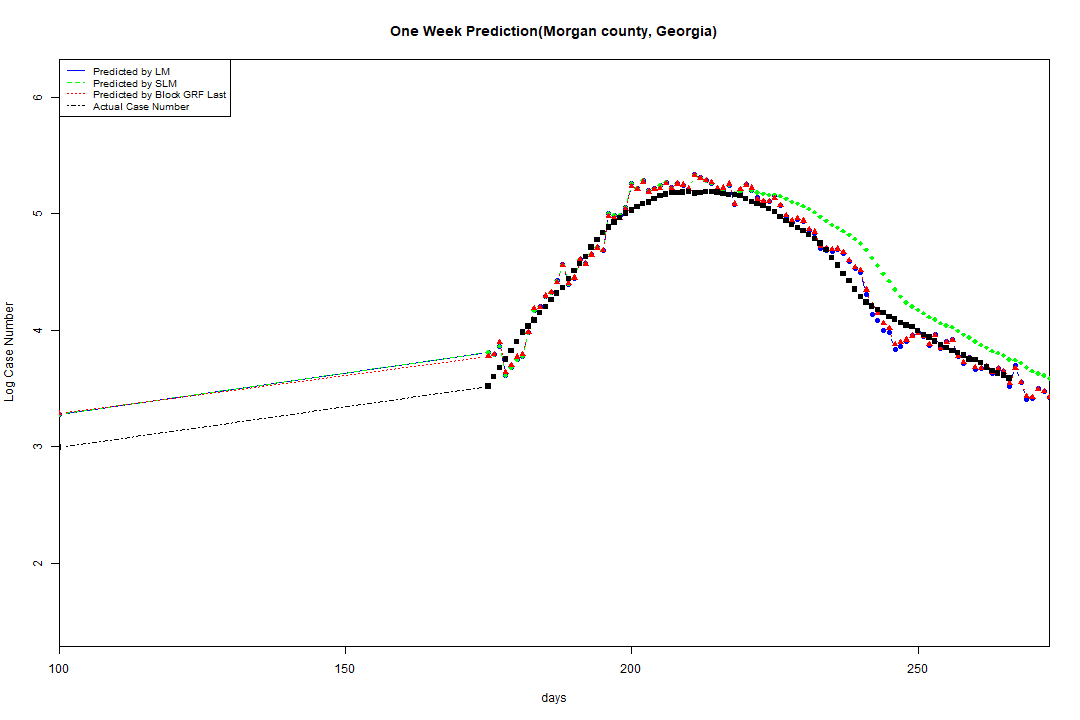 One Week Prediction(Morgan county, Georgia)
Predicted by LM
Predicted by SLM
Predicted by Block GRF Last
Actual Case Number
6
5
4
3
2
Log Case Number
100
150
200
250
days